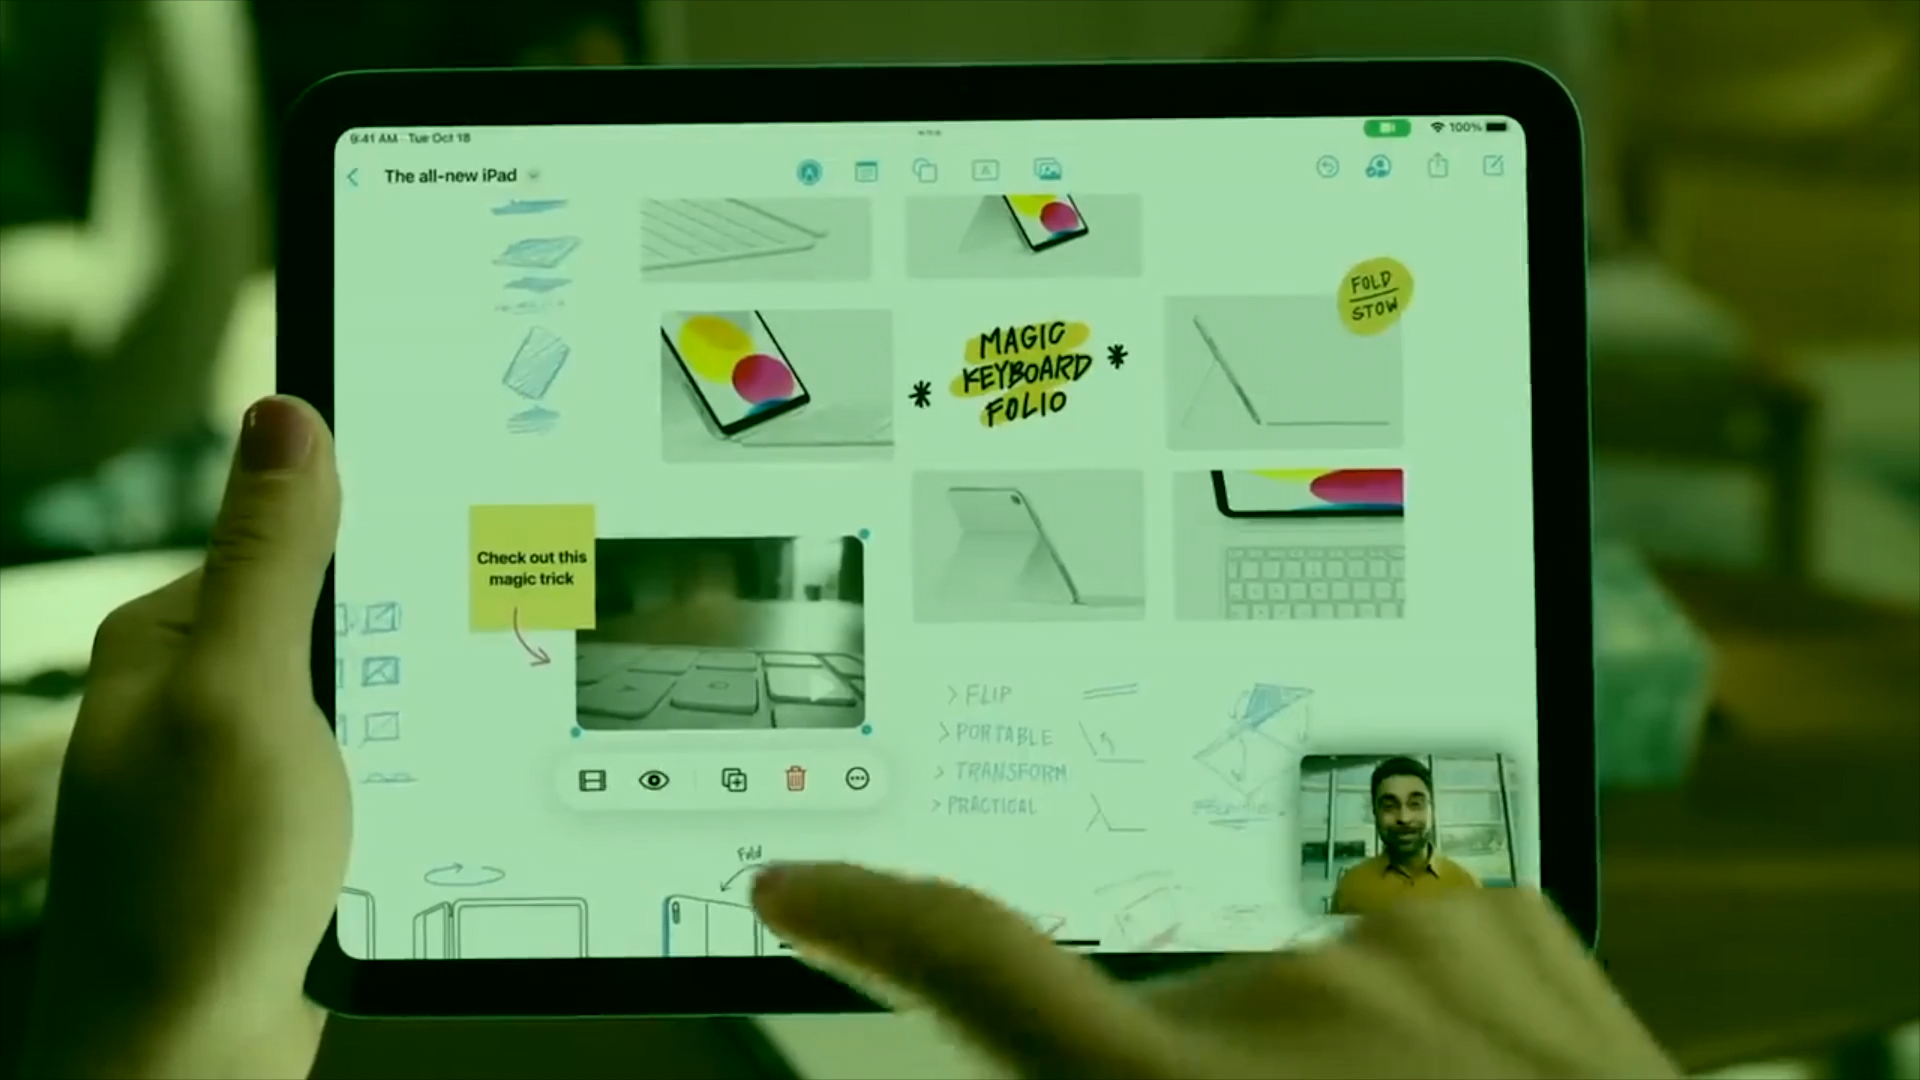 9:41 AM Tue Oct 18
100%
The all-new iPad
FOLD
STOW
MAGIC
KEYBOARD
FOLIO
Check out this
magic trick
> FLIP
> PORTABLE
> TRANSFORM
> PRACTICAL
Fold